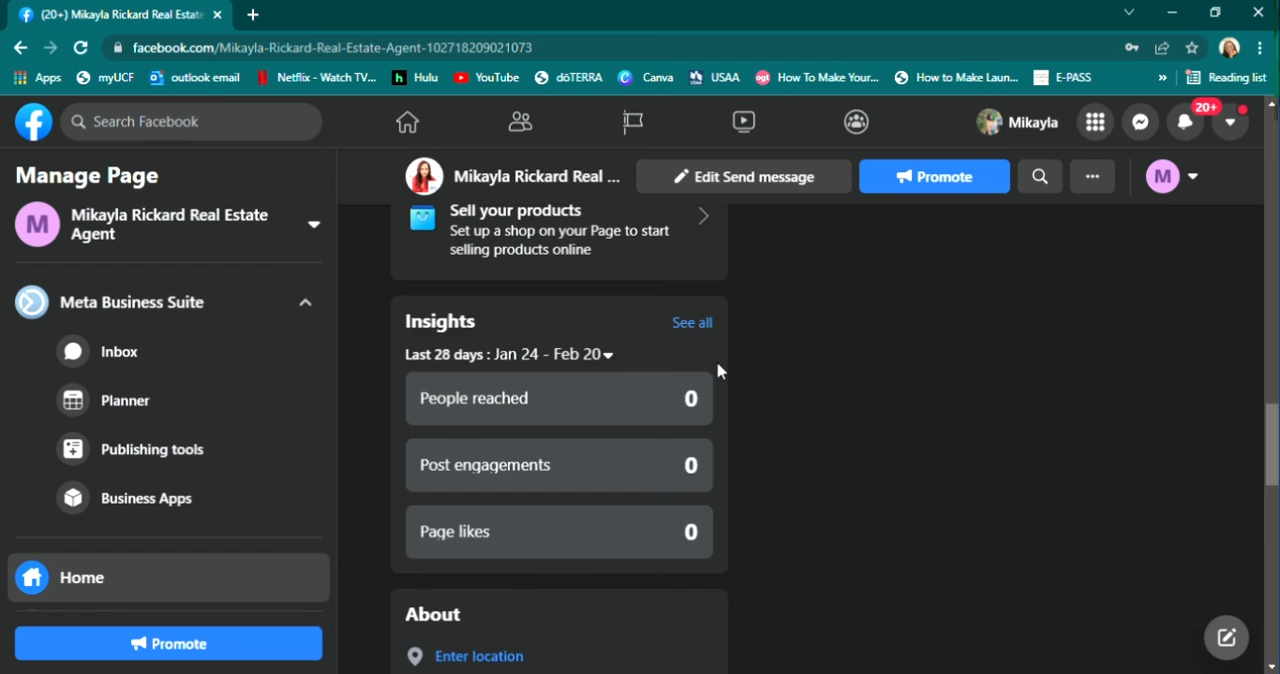 (20+) Mikayla Rickard Real Estate
facebook.com/Mikayla-Rickard-Real-Estate-Agent-102718209021073
Apps myUCF outlook email Netflix - Watch TV... Hulu YouTube dōTERRA Canva USAA How To Make Your... How to Make Laun... E-PASS » Reading list
Search Facebook
Mikayla
20+
Manage Page
M
Mikayla Rickard Real Estate
Agent
Meta Business Suite
Inbox
Planner
Publishing tools
Business Apps
Home
Promote
Mikayla Rickard Real ...
Edit Send message
Promote
M
Sell your products
Set up a shop on your Page to start
selling products online
Insights
See all
Last 28 days : Jan 24 - Feb 20
People reached 0
Post engagements 0
Page likes 0
About
Enter location